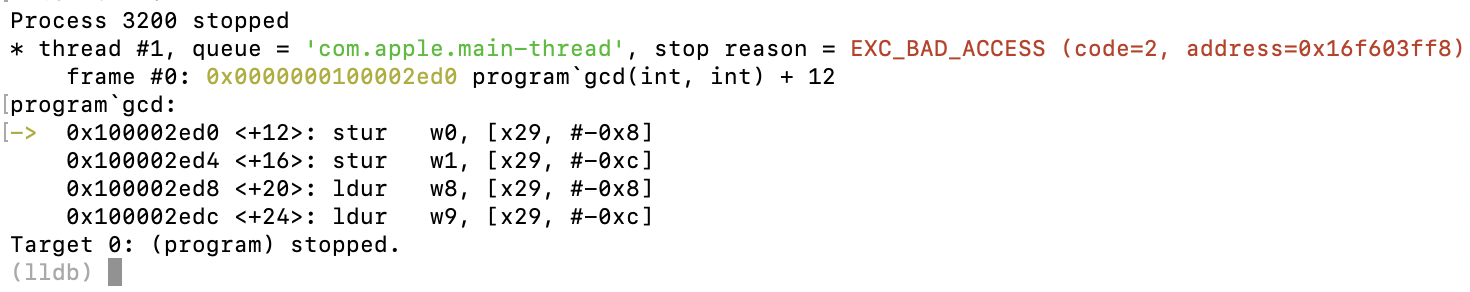 Process 3200 stopped
* thread #1, queue = 'com.apple.main-thread', stop reason = EXC_BAD_ACCESS (code=2, address=0x16f603ff8)
    frame #0: 0x0000000100002ed0 program`gcd(int, int) + 12
[program`gcd:
[->  0x100002ed0 <+12>: stur   w0, [x29, #-0x8]
    0x100002ed4 <+16>: stur   w1, [x29, #-0xc]
    0x100002ed8 <+20>: ldur   w8, [x29, #-0x8]
    0x100002edc <+24>: ldur   w9, [x29, #-0xc]
Target 0: (program) stopped.
(lldb)